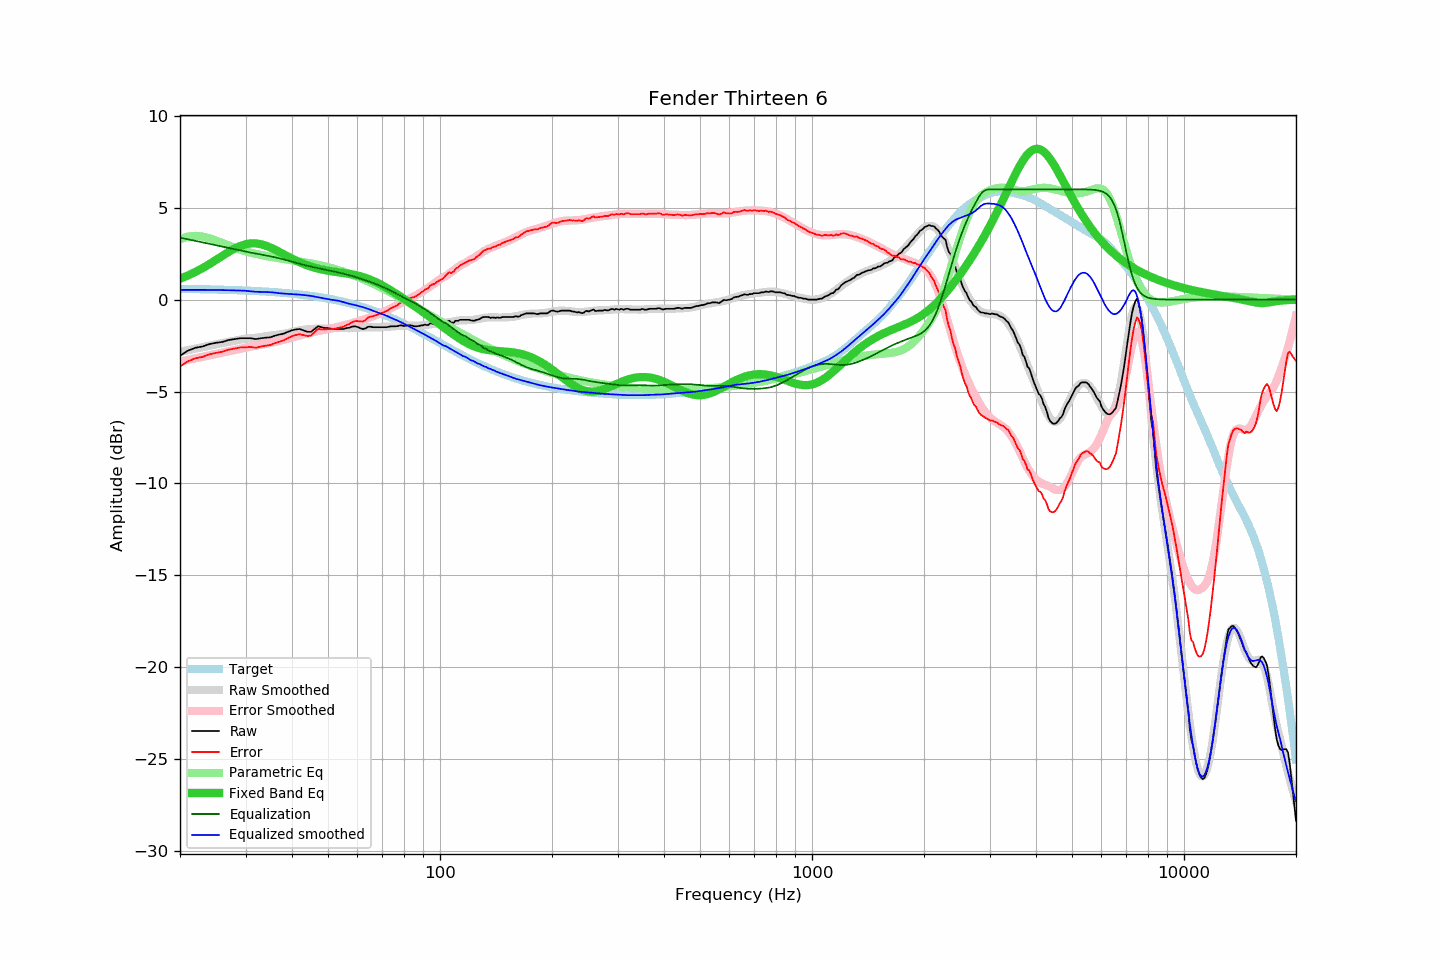 Fender Thirteen 6
10
5
0
−5
−10
−15
−20
−25
−30
Amplitude (dBr)
Target
Raw Smoothed
Error Smoothed
Raw
Error
Parametric Eq
Fixed Band Eq
Equalization
Equalized smoothed
100
1000
10000
Frequency (Hz)